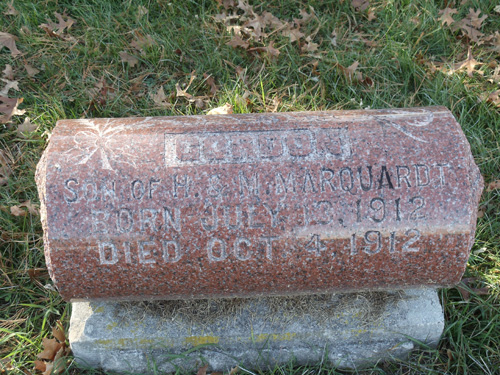 SON OF H. & M. MARQUARDT
BORN JULY 13, 1912
DIED OCT. 4, 1912